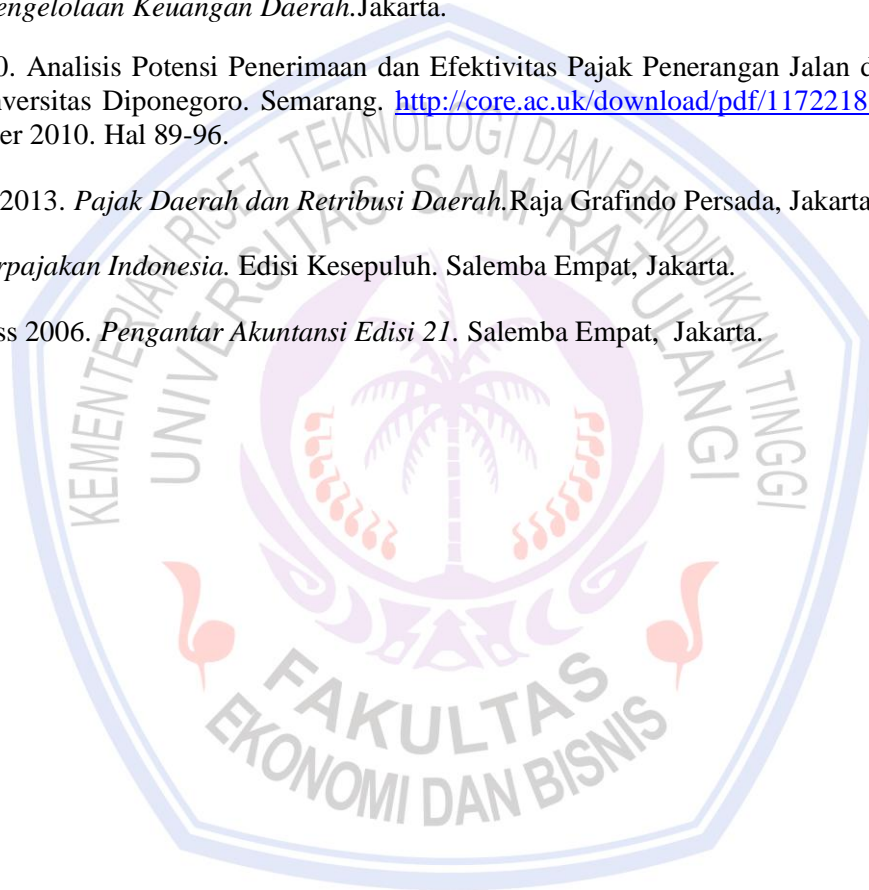 engelolaan Keuangan Daerah.Jakarta.
0. Analisis Potensi Penerimaan dan Efektivitas Pajak Penerangan Jalan d
versitas Diponegoro. Semarang. http://core.ac.uk/download/pdf/1172218
er 2010. Hal 89-96.
2013. Pajak Daerah dan Retribusi Daerah.Raja Grafindo Persada, Jakarta
rpajakan Indonesia. Edisi Kesepuluh. Salemba Empat, Jakarta.
ss 2006. Pengantar Akuntansi Edisi 21. Salemba Empat, Jakarta.
KEMENTERIAN RISET TEKNOLOGI DAN PENDIDIKAN TINGGI
UNIVERSITAS SAM RATULANGI
FAKULTAS
EKONOMI DAN BISNIS